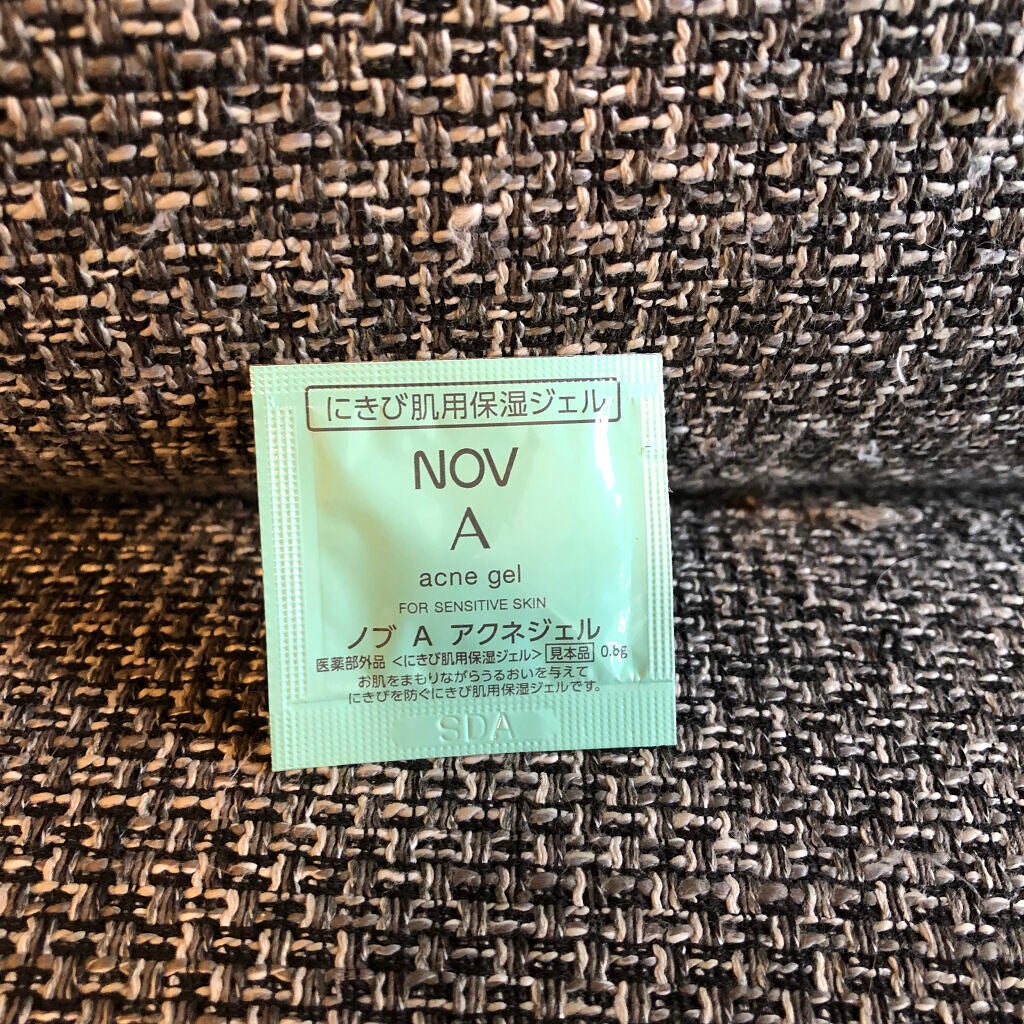 にきび肌用保湿ジェル
NOV
A
acne gel
FOR SENSITIVE SKIN
ノブ A アクネジェル
医薬部外品 <にきび肌用保湿ジェル> 見本品 0.6g
お肌をまもりながらうるおいを与えて
にきびを防ぐにきび肌用保湿ジェルです。
SDA